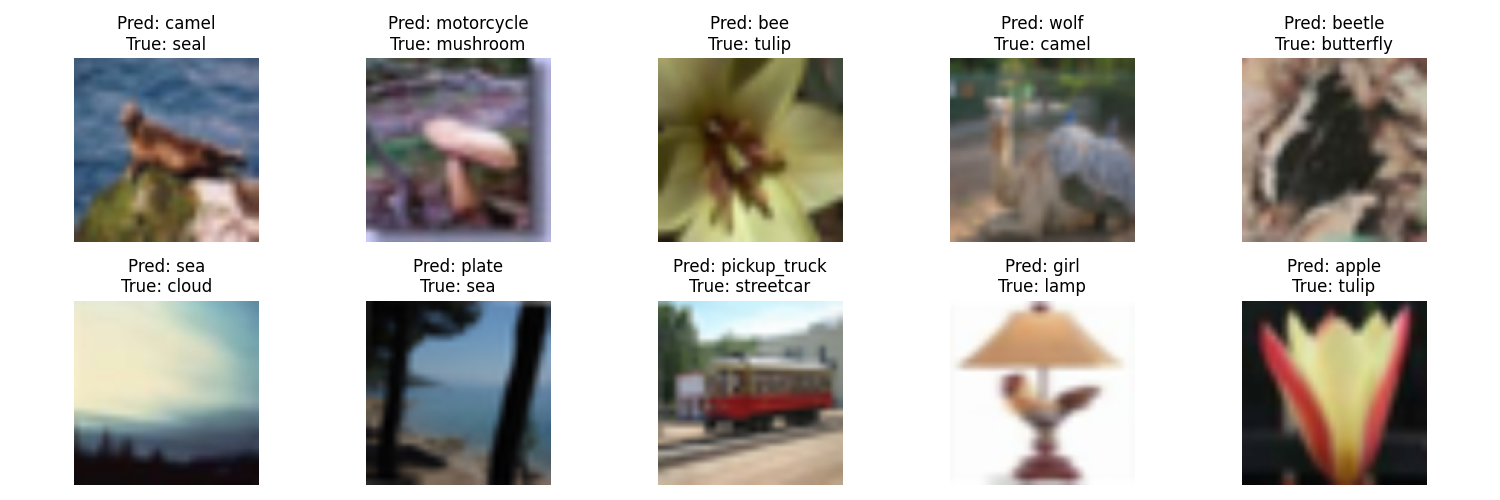 Pred: camel
True: seal
Pred: motorcycle
True: mushroom
Pred: bee
True: tulip
Pred: wolf
True: camel
Pred: beetle
True: butterfly
Pred: sea
True: cloud
Pred: plate
True: sea
Pred: pickup_truck
True: streetcar
Pred: girl
True: lamp
Pred: apple
True: tulip